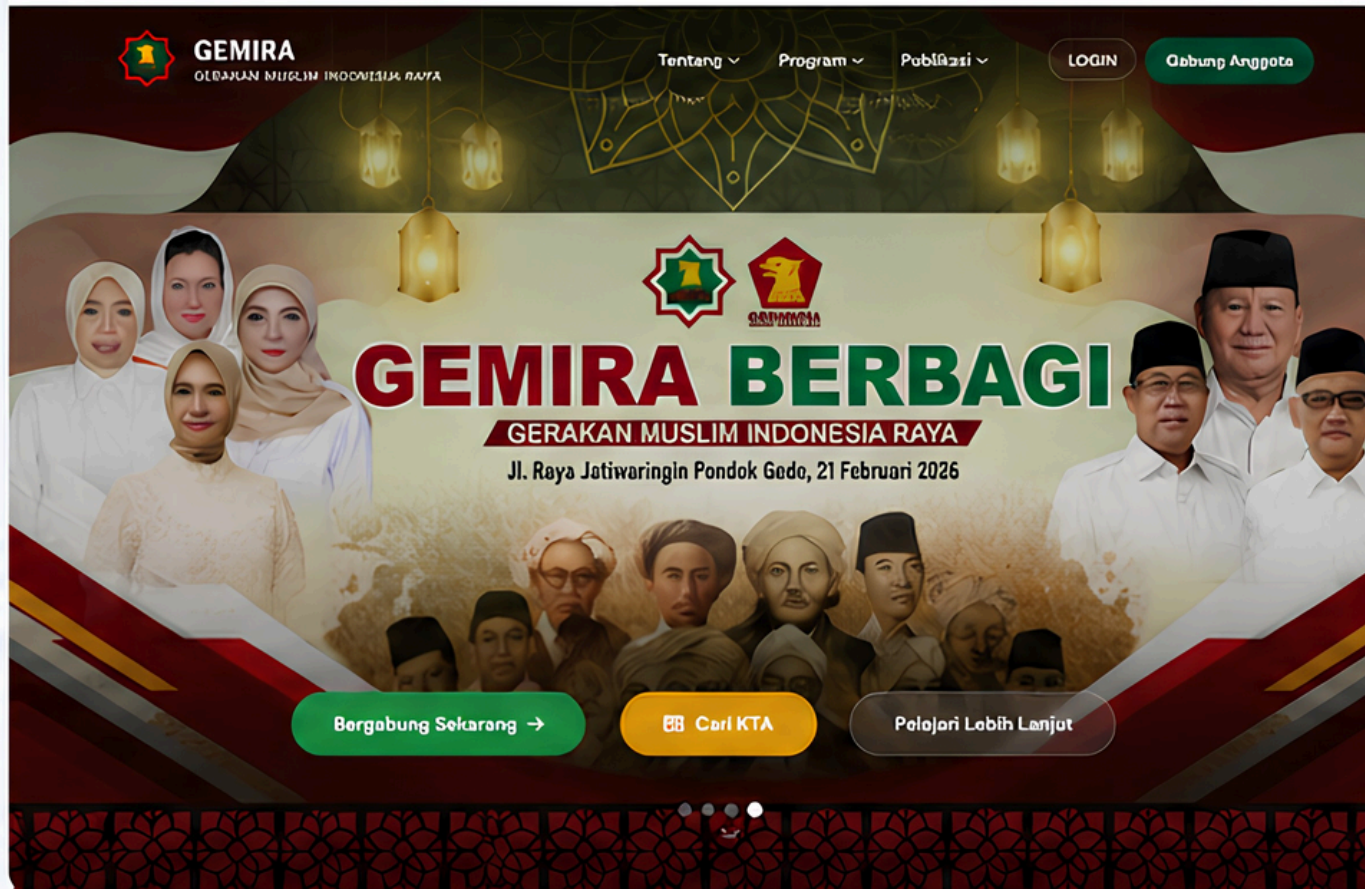 GEMIRA
Tentang
Program
LOGIN
Gabung Anggota
GEMIRA BERBAGI
GERAKAN MUSLIM INDONESIA RAYA
Jl. Raya Jatiwaringin Pondok Gede, 21 Februari 2026
Bergabung Sekarang →
Cari KTA
Pelajari Lebih Lanjut